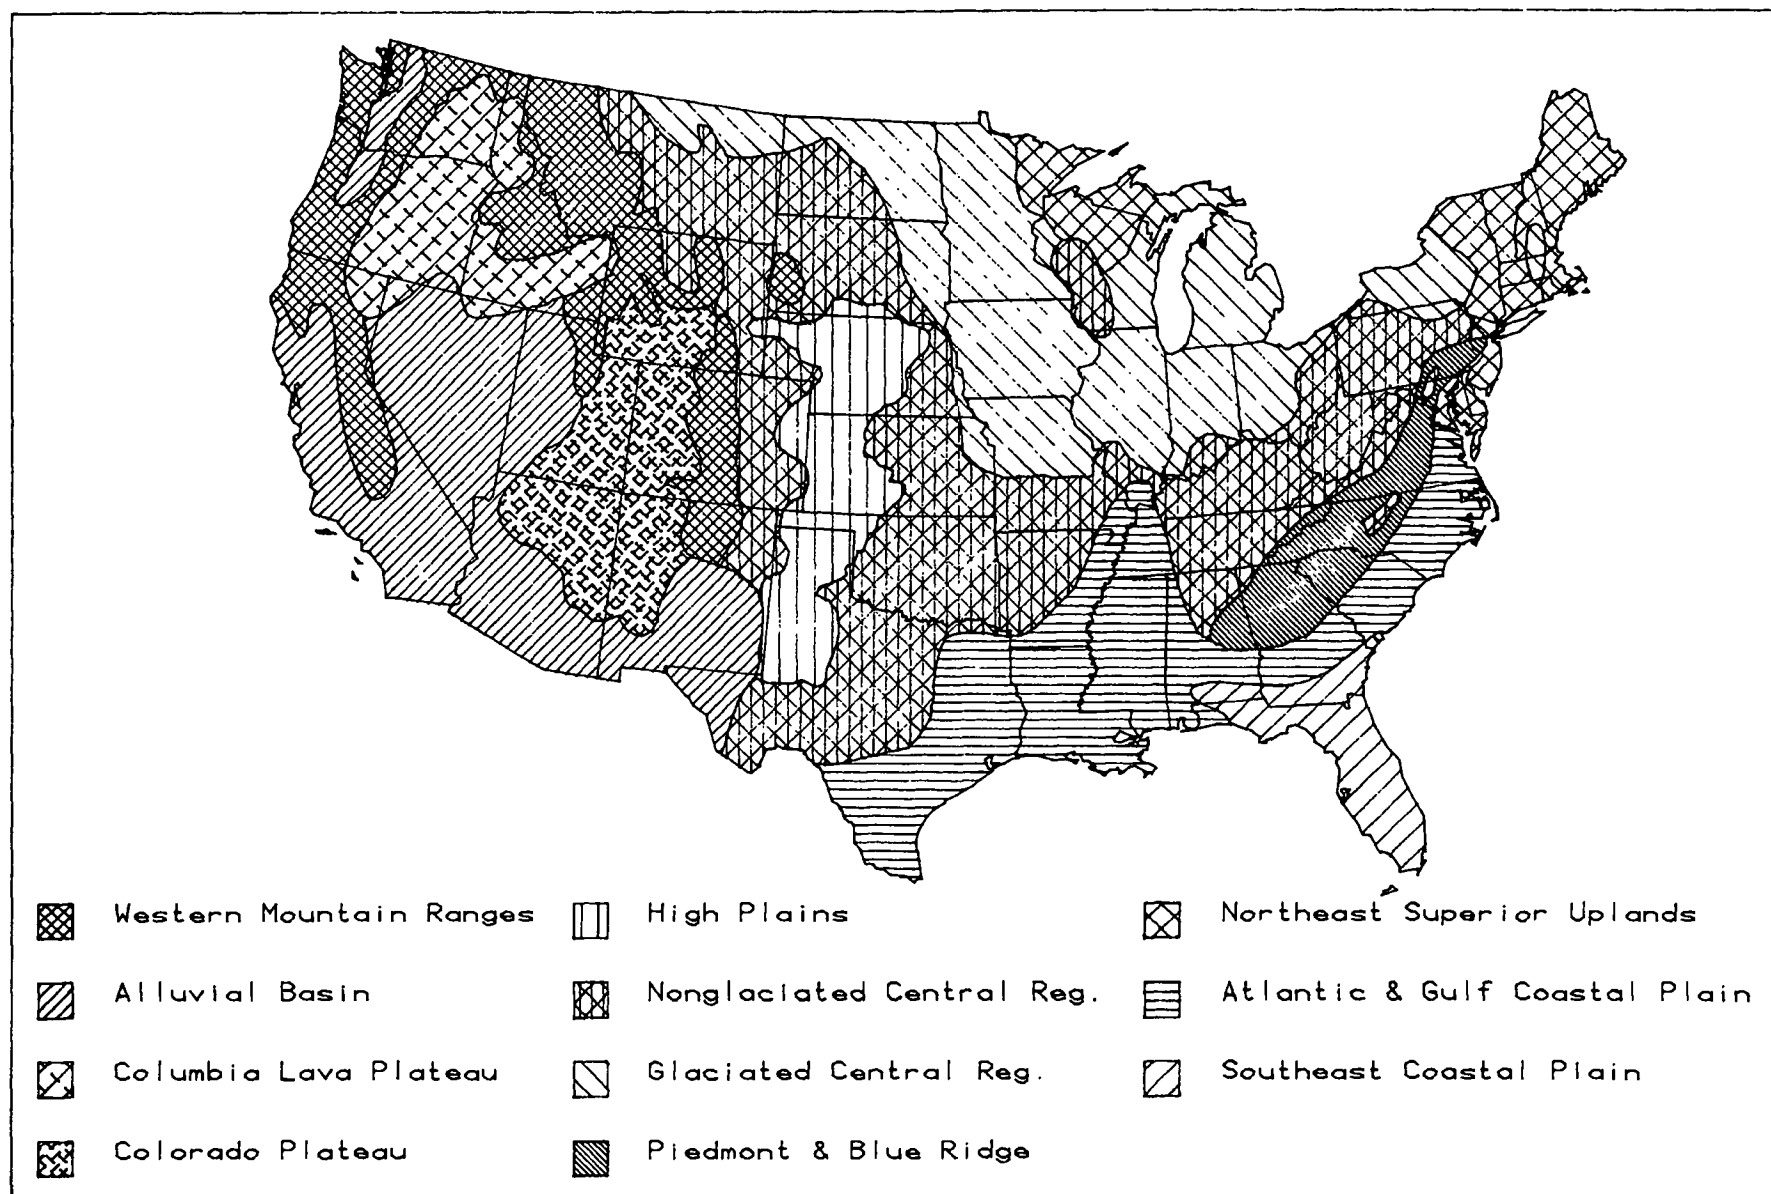 Western Mountain Ranges
Alluvial Basin
Columbia Lava Plateau
Colorado Plateau
High Plains
Nonglaciated Central Reg.
Glaciated Central Reg.
Piedmont & Blue Ridge
Northeast Superior Uplands
Atlantic & Gulf Coastal Plain
Southeast Coastal Plain